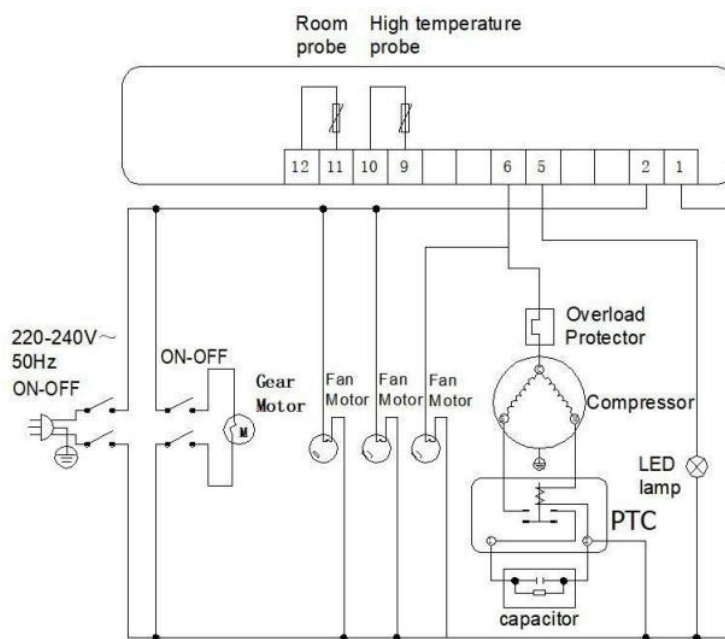 Room probe
High temperature probe
12 11 10 9 6 5 2 1
220-240V～
50Hz
ON-OFF
ON-OFF
Gear Motor
Fan Motor
Fan Motor
Fan Motor
Overload Protector
Compressor
M
LED lamp
PTC
capacitor